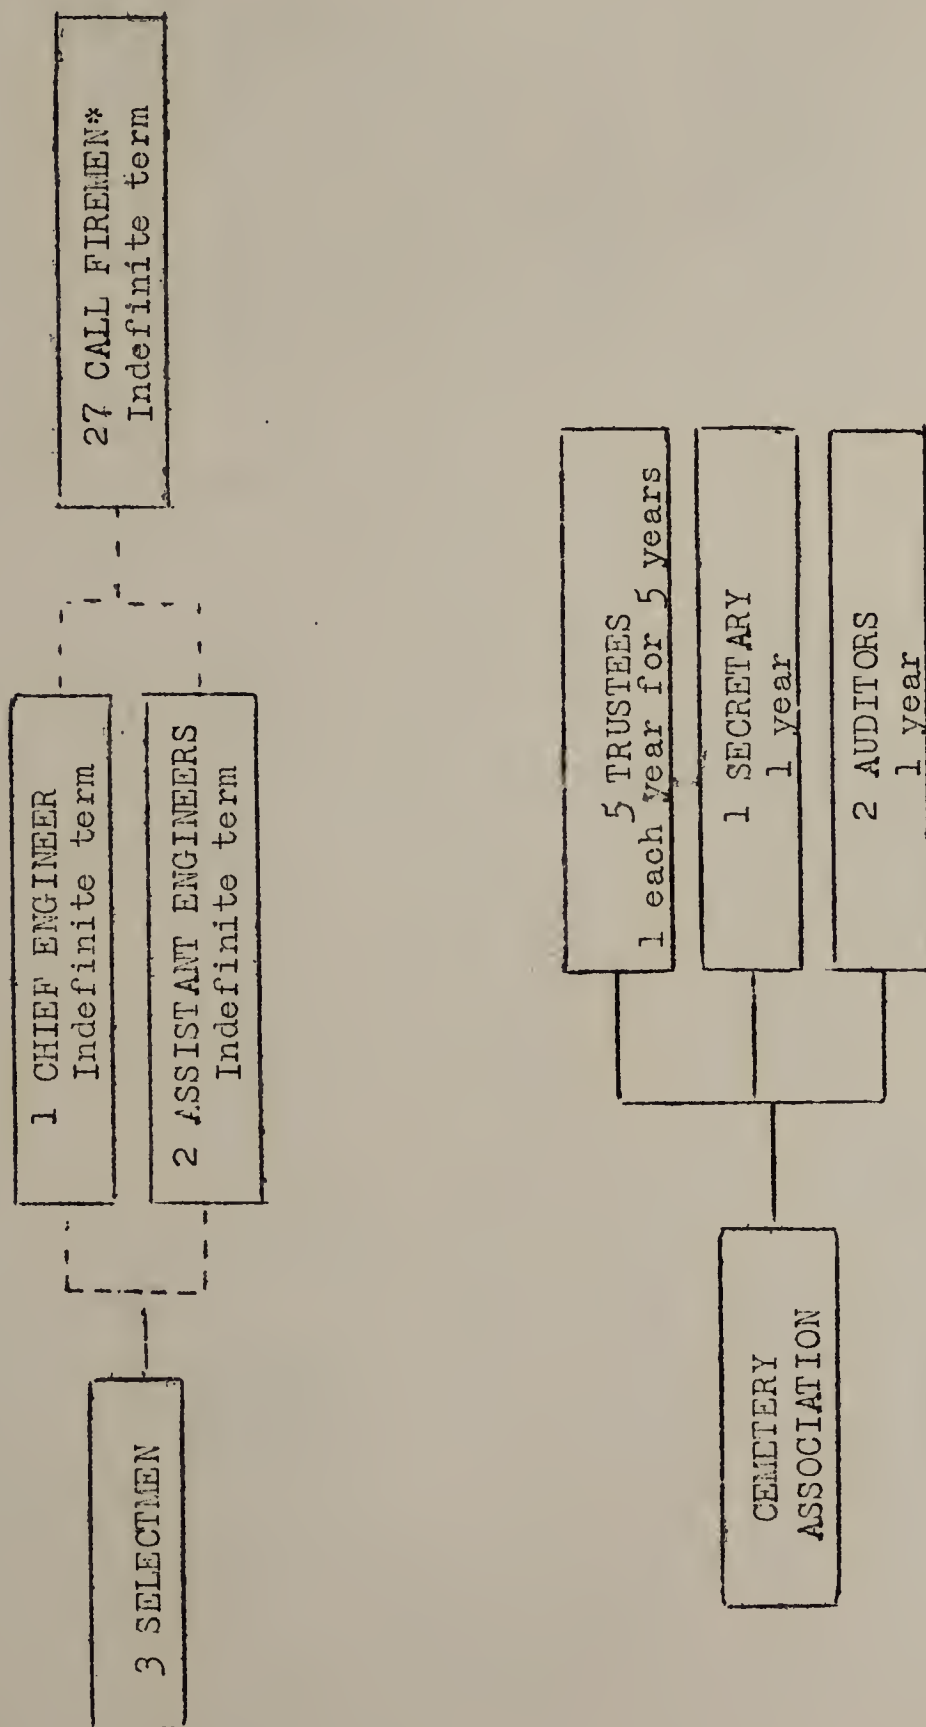 3 SELECTMEN
1 CHIEF ENGINEER
Indefinite term
2 ASSISTANT ENGINEERS
Indefinite term
27 CALL FIREMEN*
Indefinite term
CEMETERY
ASSOCIATION
5 TRUSTEES
1 each year for 5 years
1 SECRETARY
1 year
2 AUDITORS
1 year